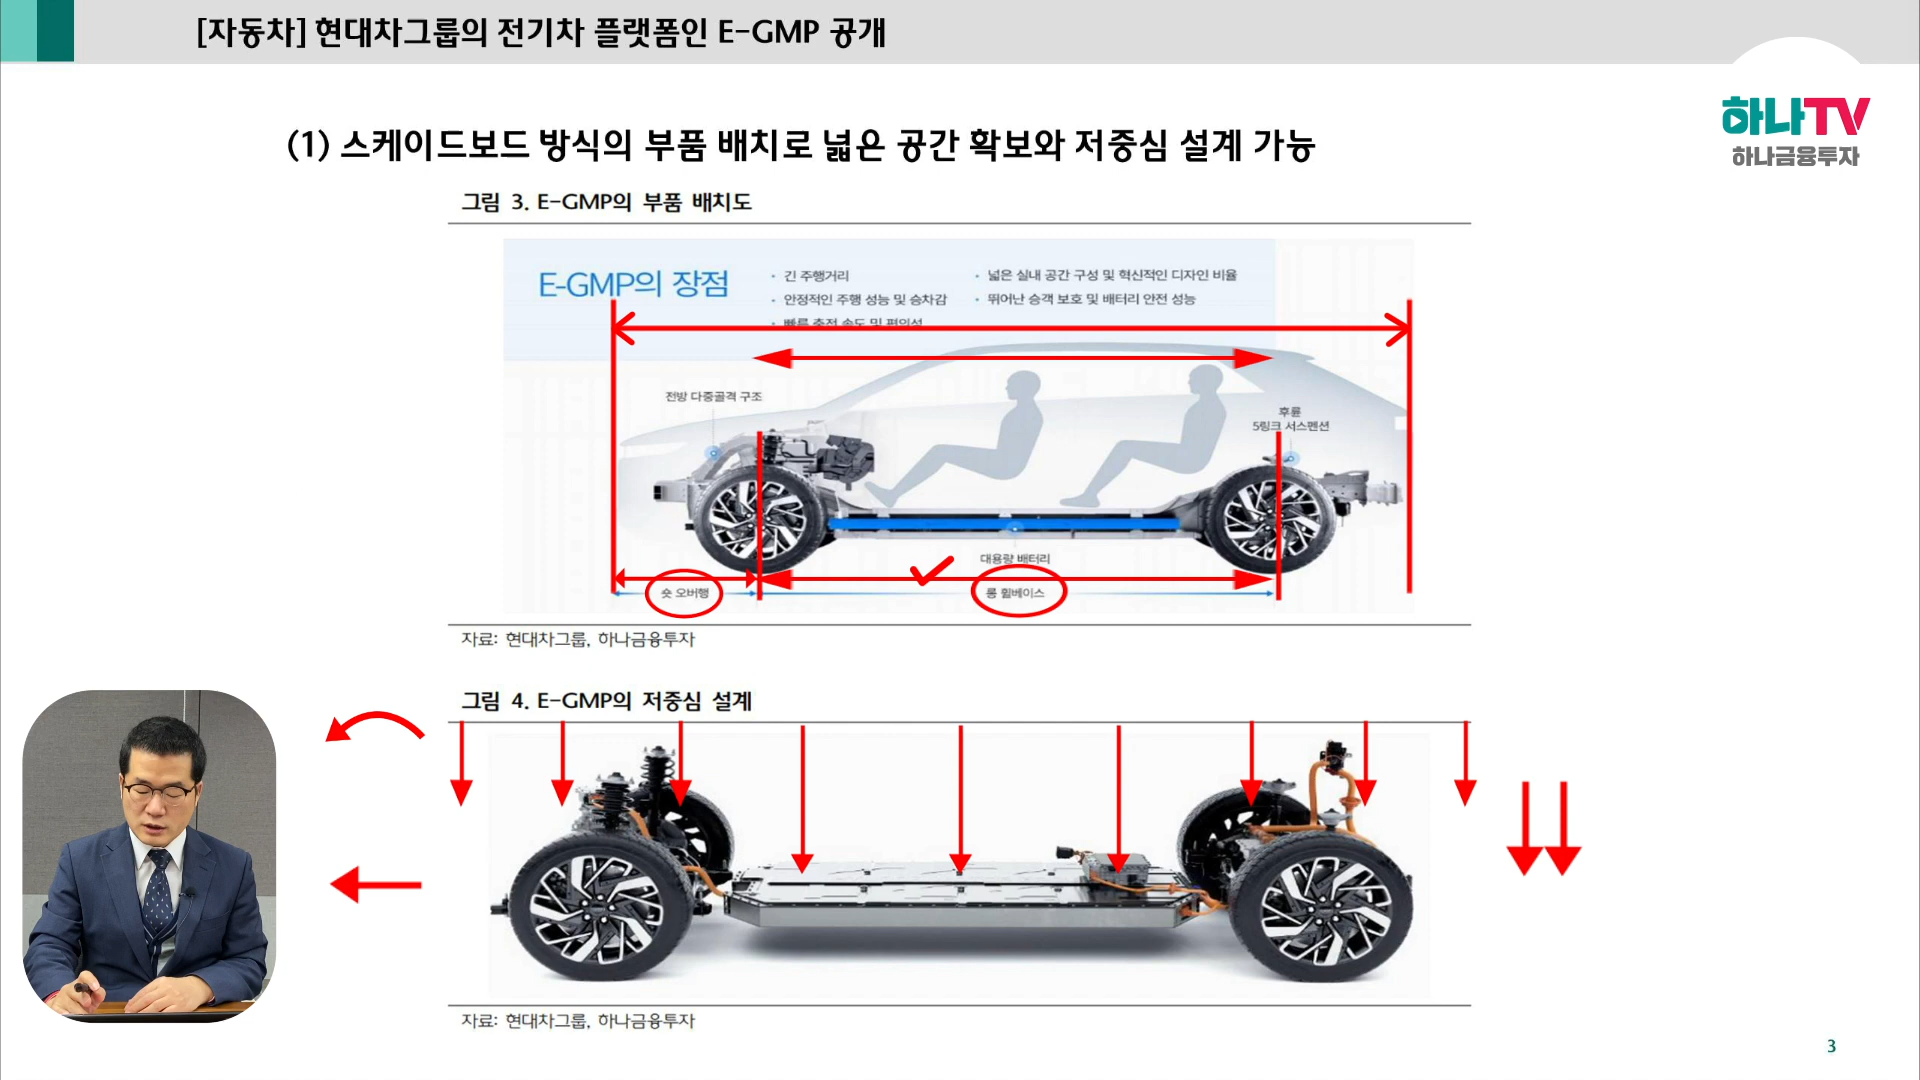 [자동차] 현대차그룹의 전기차 플랫폼인 E-GMP 공개
하나TV
하나금융투자
(1) 스케이드보드 방식의 부품 배치로 넓은 공간 확보와 저중심 설계 가능
그림 3. E-GMP의 부품 배치도
E-GMP의 장점
• 긴 주행거리
• 안정적인 주행 성능 및 승차감
• 빠른 충전 속도 및 편의성
• 넓은 실내 공간 구성 및 혁신적인 디자인 비율
• 뛰어난 승객 보호 및 배터리 안전 성능
전방 다중골격 구조
후륜
5링크 서스펜션
대용량 배터리
숏 오버행
롱 휠베이스
자료: 현대차그룹, 하나금융투자
그림 4. E-GMP의 저중심 설계
자료: 현대차그룹, 하나금융투자
3